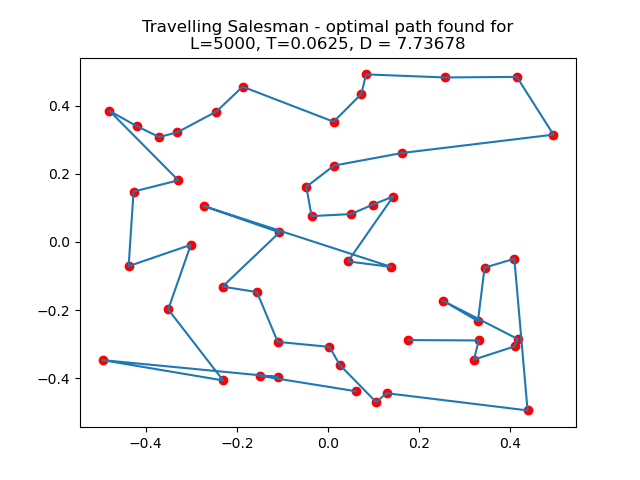 Travelling Salesman - optimal path found for
L=5000, T=0.0625, D = 7.73678
0.4
0.2
0.0
−0.2
−0.4
−0.4 −0.2 0.0 0.2 0.4